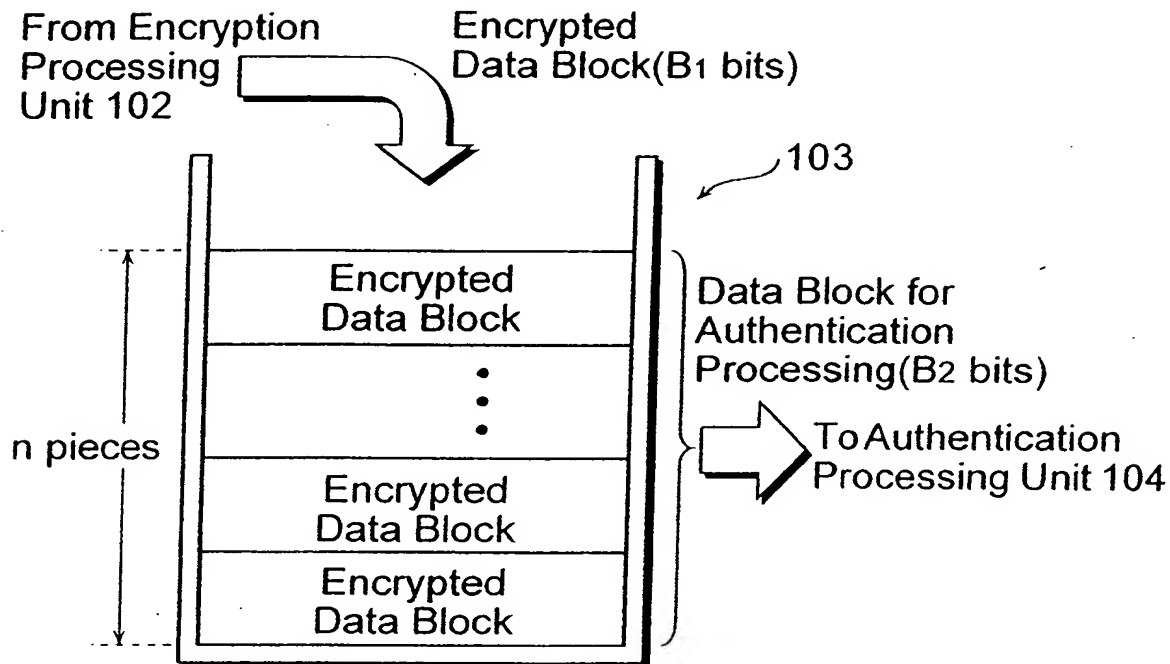 From Encryption
Processing
Unit 102
Encrypted
Data Block(B1 bits)
103
Encrypted
Data Block
Data Block for
Authentication
Processing(B2 bits)
n pieces
To Authentication
Processing Unit 104
Encrypted
Data Block
Encrypted
Data Block